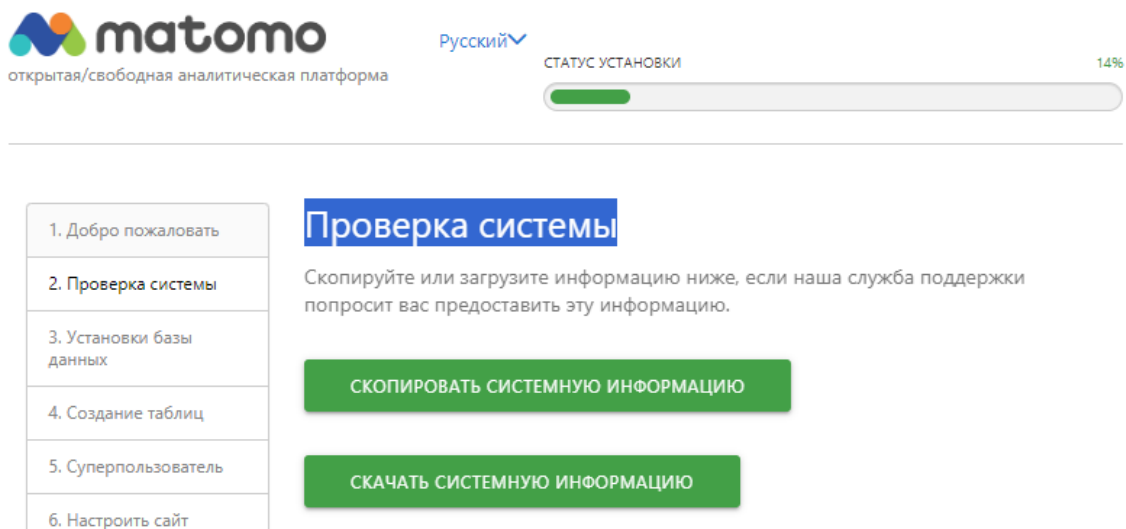 matomo
открытая/свободная аналитическая платформа
Русский
СТАТУС УСТАНОВКИ
14%
1. Добро пожаловать
2. Проверка системы
3. Установки базы
данных
4. Создание таблиц
5. Суперпользователь
6. Настроить сайт
Проверка системы
Скопируйте или загрузите информацию ниже, если наша служба поддержки
попросит вас предоставить эту информацию.
СКОПИРОВАТЬ СИСТЕМНУЮ ИНФОРМАЦИЮ
СКАЧАТЬ СИСТЕМНУЮ ИНФОРМАЦИЮ